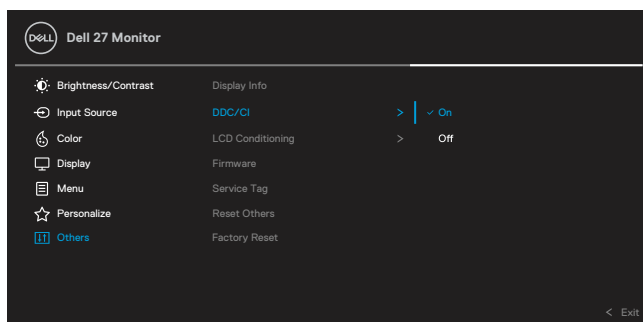 DELL Dell 27 Monitor
Brightness/Contrast Display Info
Input Source DDC/CI > ✓ On
Color LCD Conditioning > Off
Display Firmware
Menu Service Tag
Personalize Reset Others
Others Factory Reset
< Exit